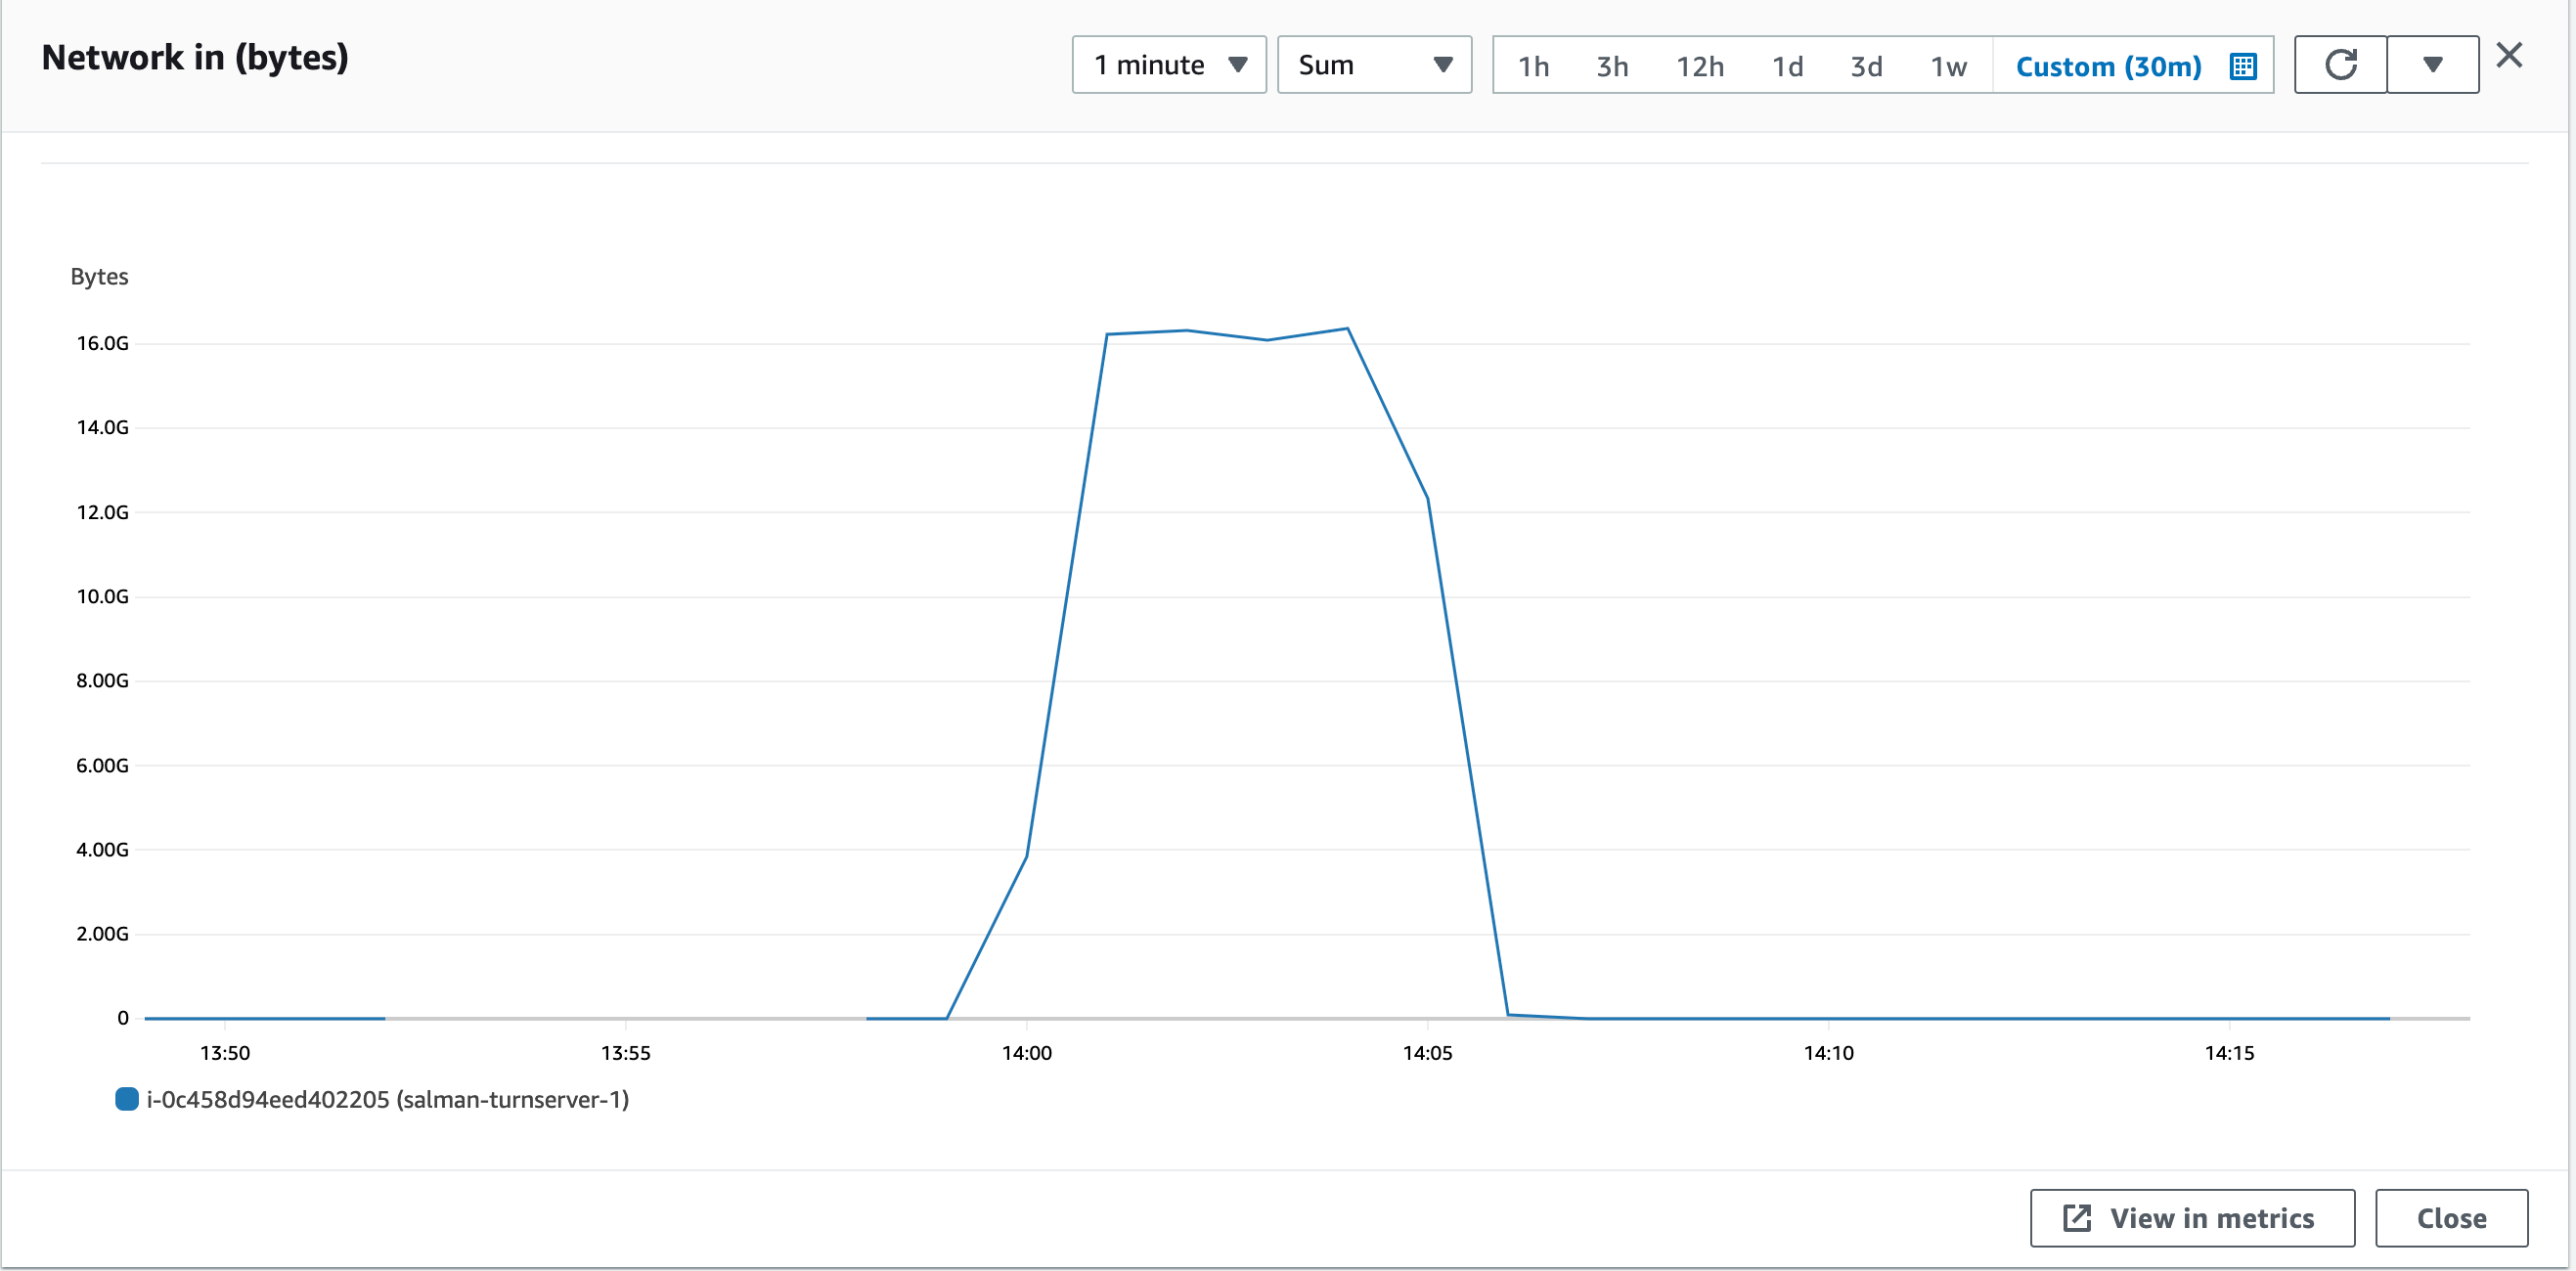 Network in (bytes)
1 minute
Sum
1h 3h 12h 1d 3d 1w Custom (30m)
Bytes
16.0G
14.0G
12.0G
10.0G
8.00G
6.00G
4.00G
2.00G
0
13:50 13:55 14:00 14:05 14:10 14:15
i-0c458d94eed402205 (salman-turnserver-1)
View in metrics
Close